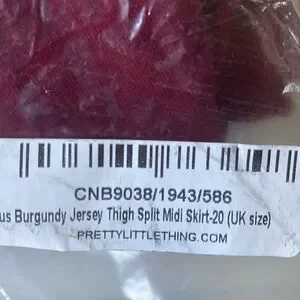 CNB9038/1943/586
us Burgundy Jersey Thigh Split Midi Skirt-20 (UK size)
PRETTYLITTLETHING.COM